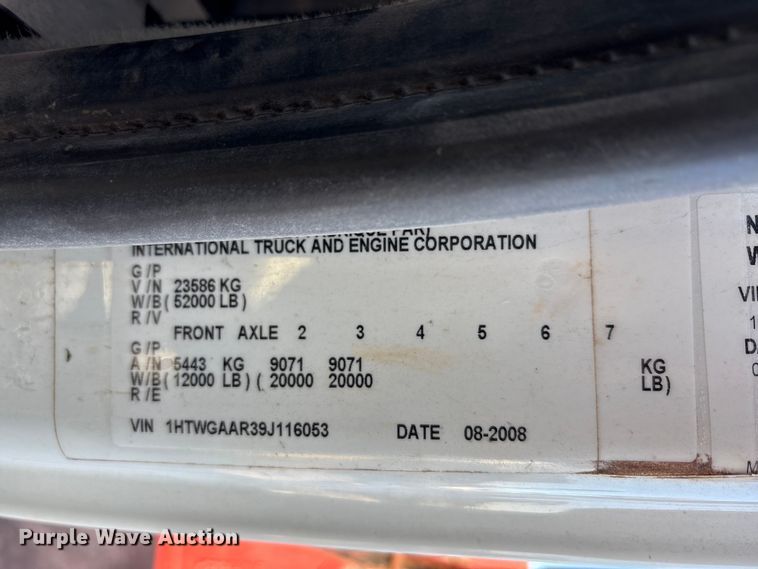 INTERNATIONAL TRUCK AND ENGINE CORPORATION
G/P
V/N 23586 KG
W/B( 52000 LB)
R/V
FRONT AXLE 2 3 4 5 6 7
G/P
A/N 5443 KG 9071 9071 KG
W/B( 12000 LB) ( 20000 20000 LB)
R/E
VIN 1HTWGAAR39J116053 DATE 08-2008
Purple Wave Auction